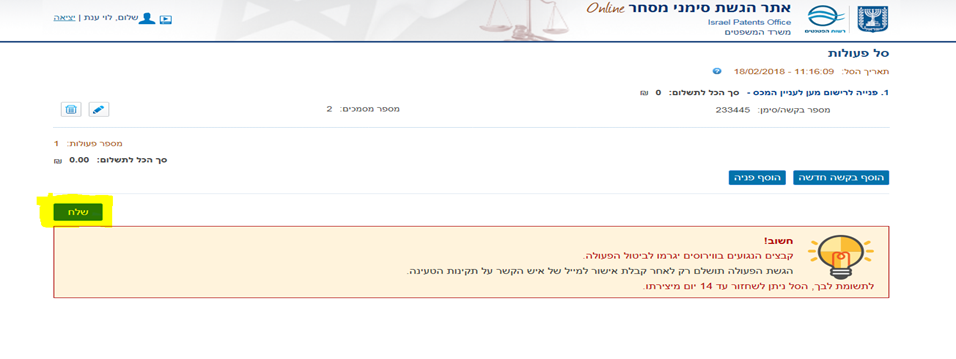 אתר הגשת סימני מסחר Online
Israel Patents Office
משרד המשפטים
רשות הפטנטים
שלום, לוי ענת | יציאה
סל פעולות
תאריך הסל: 11:16:09 - 18/02/2018
1. פנייה לרישום מען לעניין המכס - סך הכל לתשלום: 0 ₪
מספר בקשה/סימן: 233445 מספר מסמכים: 2
מספר פעולות: 1
סך הכל לתשלום: 0.00 ₪
הוסף בקשה חדשה הוסף פניה
שלח
חשוב!
קבצים הנגועים בווירוסים יגרמו לביטול הפעולה.
הגשת הפעולה תושלם רק לאחר קבלת אישור למייל של איש הקשר על תקינות הטעינה.
לתשומת לבך, הסל ניתן לשחזור עד 14 יום מיצירתו.